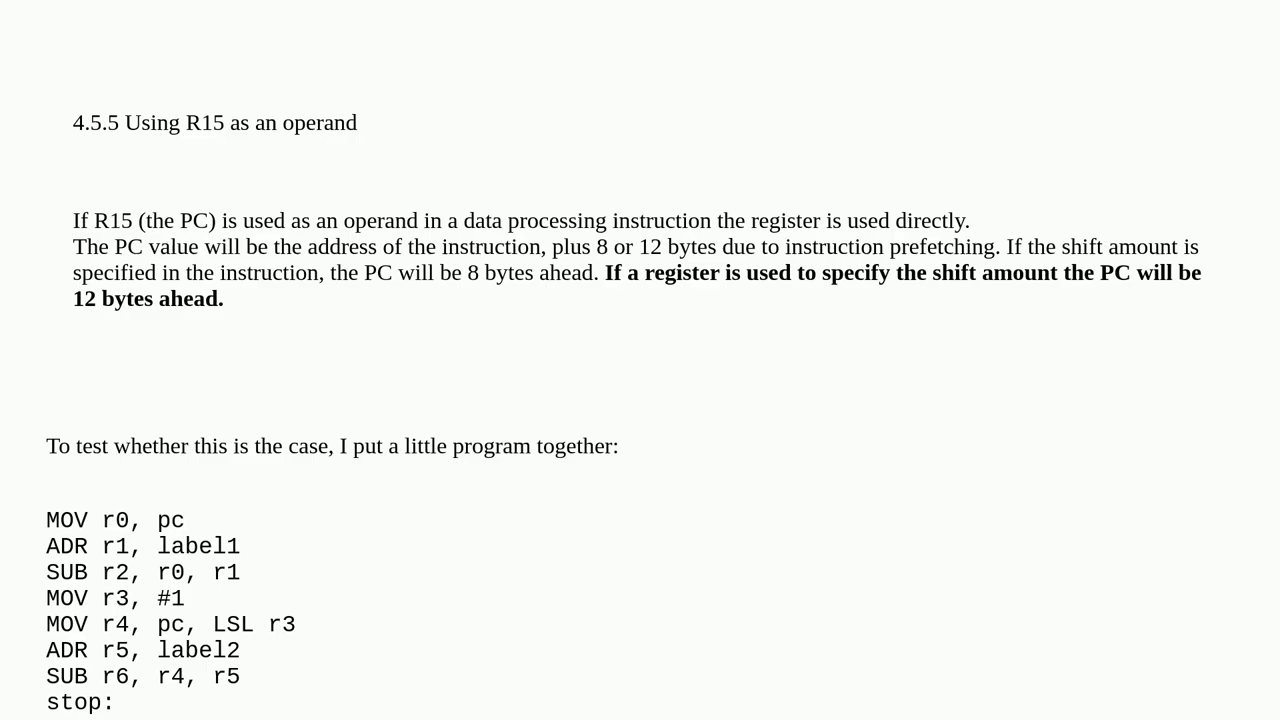 4.5.5 Using R15 as an operand
If R15 (the PC) is used as an operand in a data processing instruction the register is used directly.
The PC value will be the address of the instruction, plus 8 or 12 bytes due to instruction prefetching. If the shift amount is
specified in the instruction, the PC will be 8 bytes ahead. If a register is used to specify the shift amount the PC will be
12 bytes ahead.
To test whether this is the case, I put a little program together:
MOV r0, pc
ADR r1, label1
SUB r2, r0, r1
MOV r3, #1
MOV r4, pc, LSL r3
ADR r5, label2
SUB r6, r4, r5
stop: